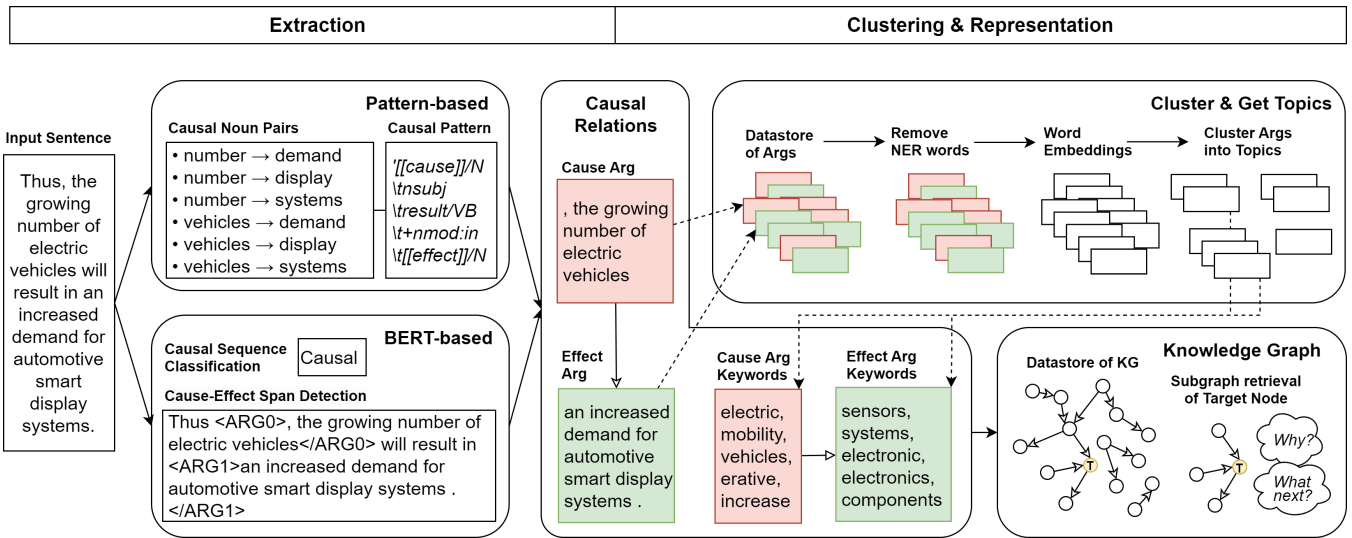 Extraction
Clustering & Representation
Input Sentence
Thus, the
growing
number of
electric
vehicles will
result in an
increased
demand for
automotive
smart
display
systems.
Pattern-based
Causal Noun Pairs
• number → demand
• number → display
• number → systems
• vehicles → demand
• vehicles → display
• vehicles → systems
Causal Pattern
'[[cause]]/N
\tnsubj
\tresult/VB
\t+nmod:in
\t[[effect]]/N
BERT-based
Causal Sequence
Classification
Causal
Cause-Effect Span Detection
Thus <ARG0>, the growing number of
electric vehicles</ARG0> will result in
<ARG1>an increased demand for
automotive smart display systems .
</ARG1>
Causal
Relations
Cause Arg
, the growing
number of
electric
vehicles
Effect
Arg
an increased
demand for
automotive
smart display
systems .
Cluster & Get Topics
Datastore
of Args
Remove
NER words
Word
Embeddings
Cluster Args
into Topics
Cause Arg
Keywords
electric,
mobility,
vehicles,
erative,
increase
Effect Arg
Keywords
sensors,
systems,
electronic,
electronics,
components
Knowledge Graph
Datastore of KG
T
Subgraph retrieval
of Target Node
T
Why?
What
next?